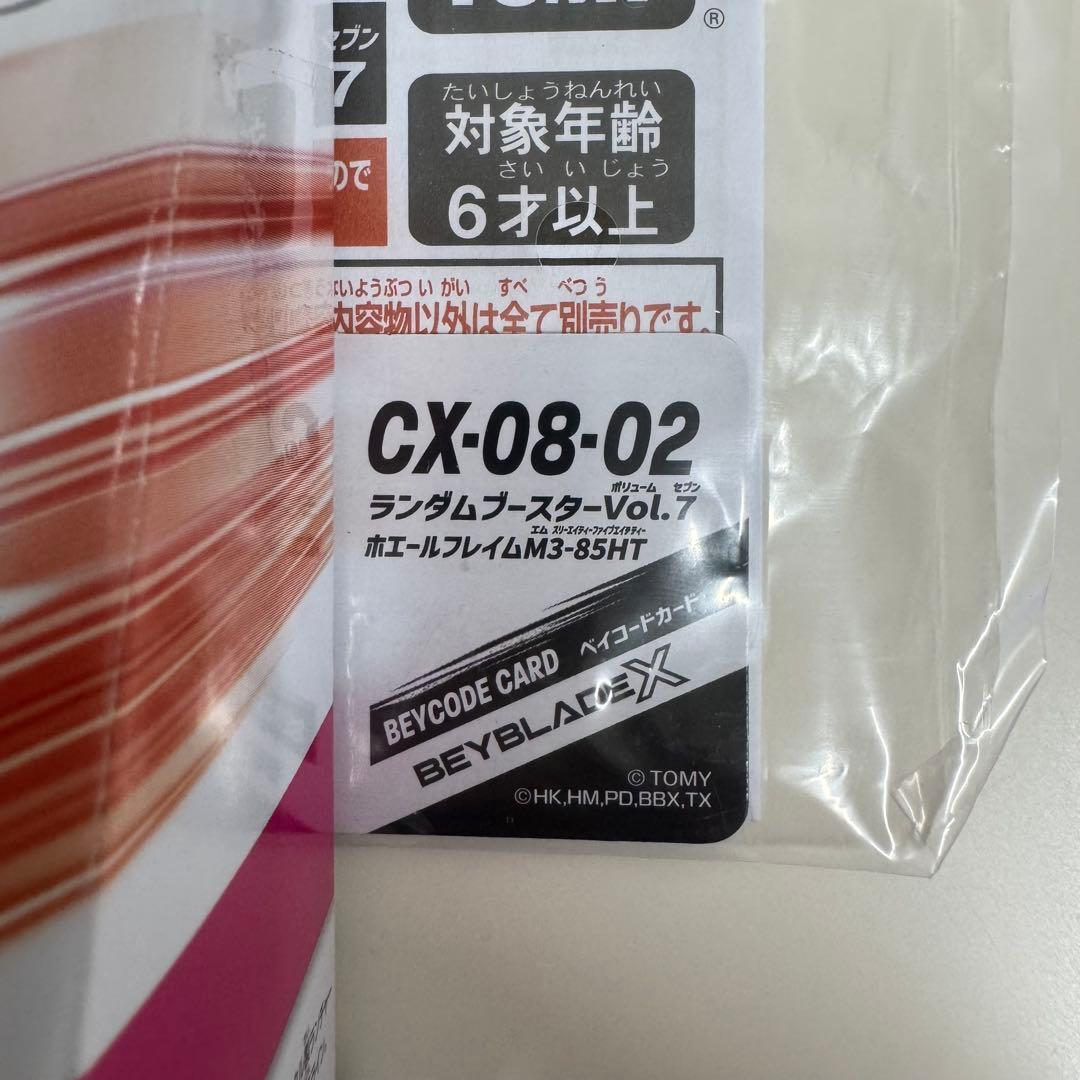 セブン
7
®
たいしょうねんれい
対象年齢
さい い じょう
6才以上
ので
ないようぶつ い がい すべ べつ う
内容物以外は全て別売りです。
CX-08-02
ボリューム セブン
ランダムブースターVol.7
エム スリーエイティーファイブエイチティー
ホエールフレイムM3-85HT
BEYCODE CARD ベイコードカード
BEYBLADE X
© TOMY
©HK,HM,PD,BBX,TX